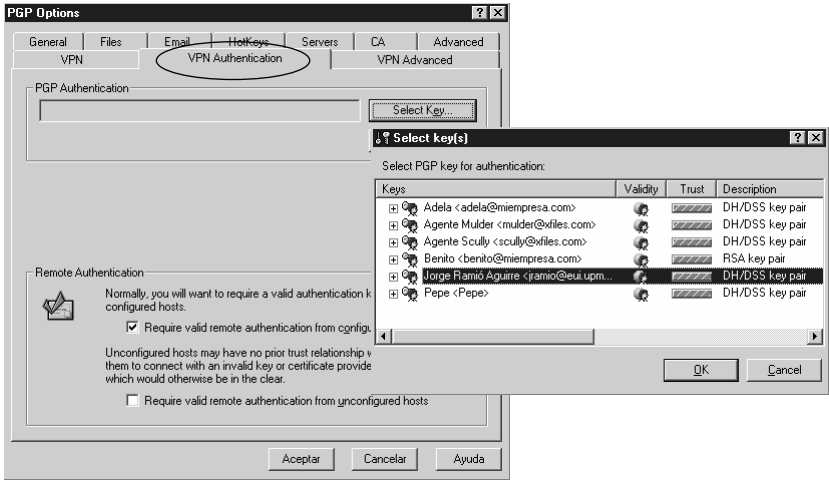 PGP Options
General Files Email HotKeys Servers CA Advanced
VPN VPN Authentication VPN Advanced
PGP Authentication
Select Key...
Select key(s)
Select PGP key for authentication:
Keys Validity Trust Description
Adela <adela@miempresa.com> DH/DSS key pair
Agente Mulder <mulder@xfiles.com> DH/DSS key pair
Agente Scully <scully@xfiles.com> DH/DSS key pair
Benito <benito@miempresa.com> RSA key pair
Jorge Ramió Aguirre <jramio@eui.upm... DH/DSS key pair
Pepe <Pepe> DH/DSS key pair
OK Cancel
Remote Authentication
Normally, you will want to require a valid authentication k
configured hosts.
Require valid remote authentication from configu
Unconfigured hosts may have no prior trust relationship w
them to connect with an invalid key or certificate provide
which would otherwise be in the clear.
Require valid remote authentication from unconfigured hosts
Aceptar Cancelar Ayuda